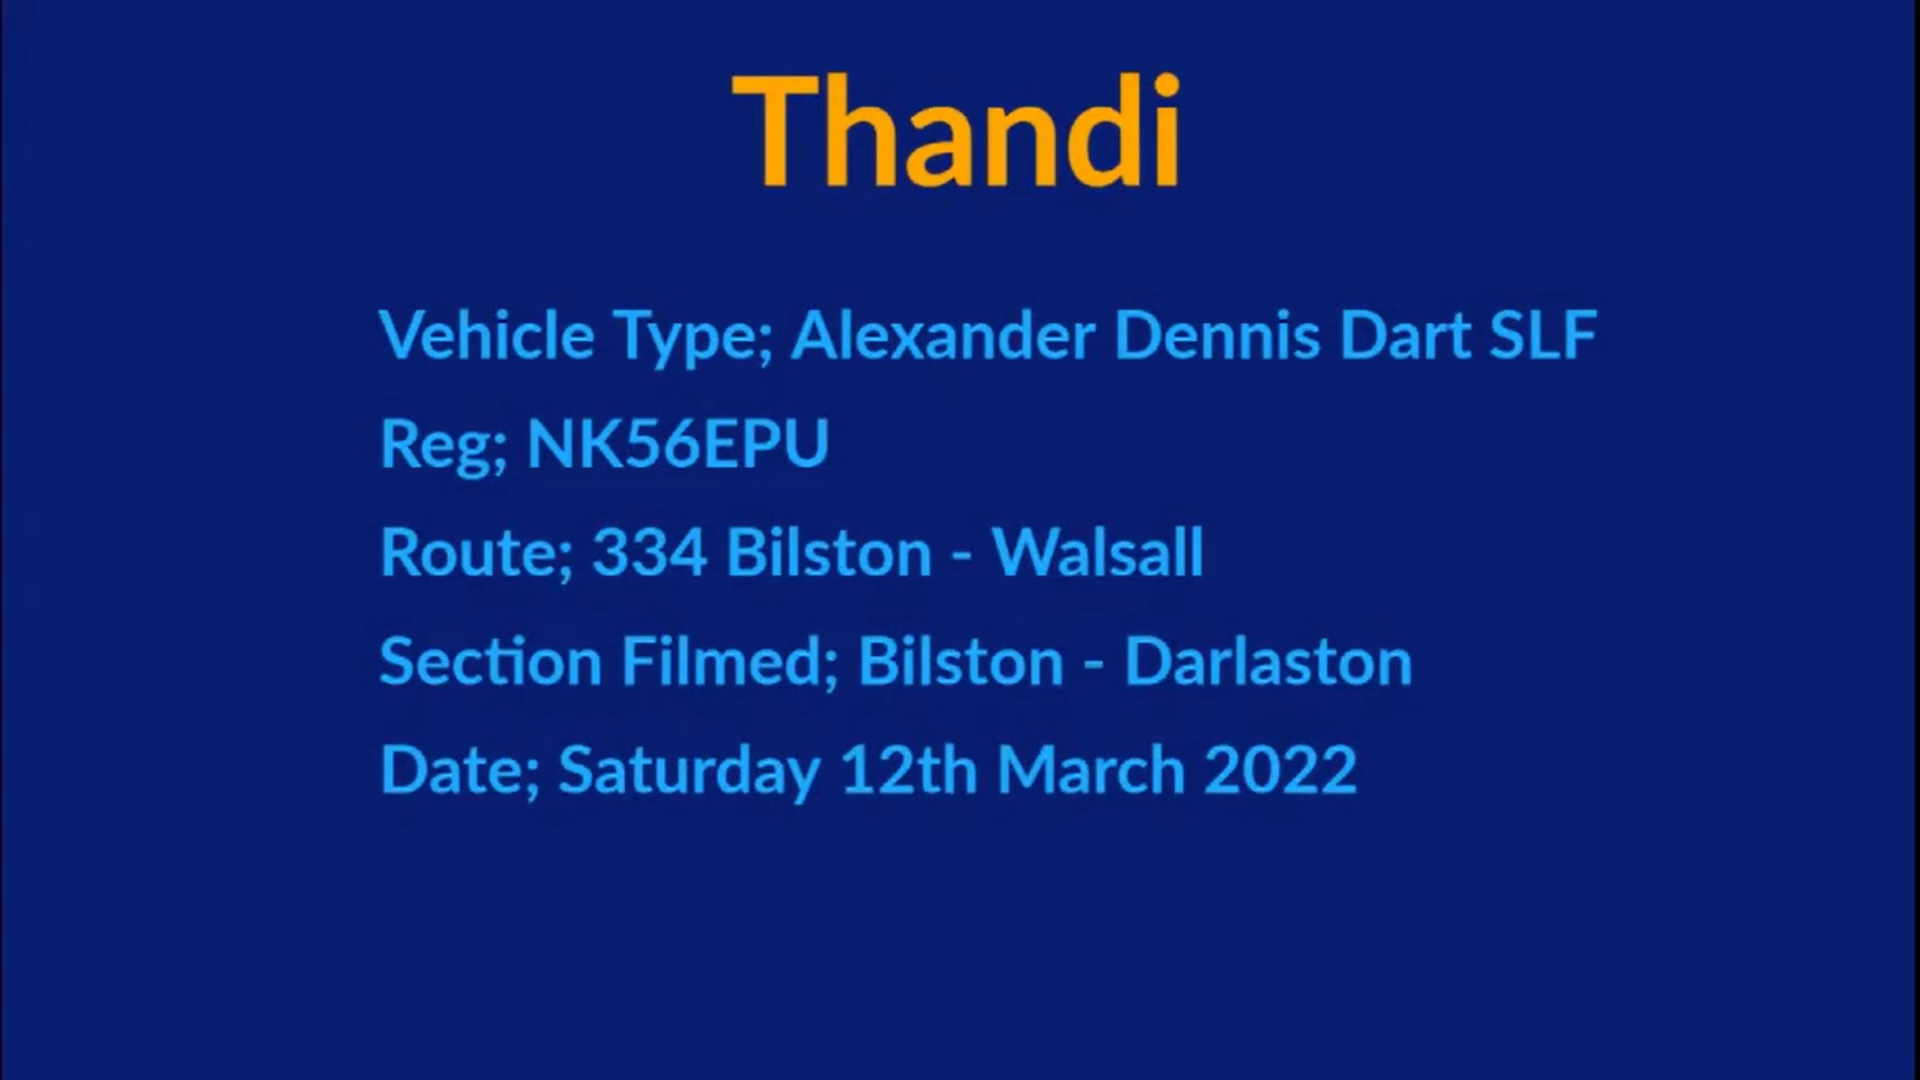 Thandi
Vehicle Type; Alexander Dennis Dart SLF
Reg; NK56EPU
Route; 334 Bilston - Walsall
Section Filmed; Bilston - Darlaston
Date; Saturday 12th March 2022